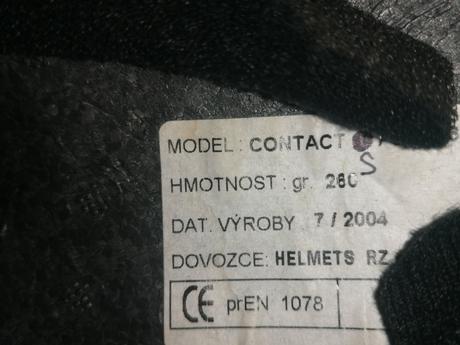 MODEL : CONTACT
S
HMOTNOST : gr. 260
DAT. VÝROBY 7 / 2004
DOVOZCE: HELMETS RZ
CE prEN 1078